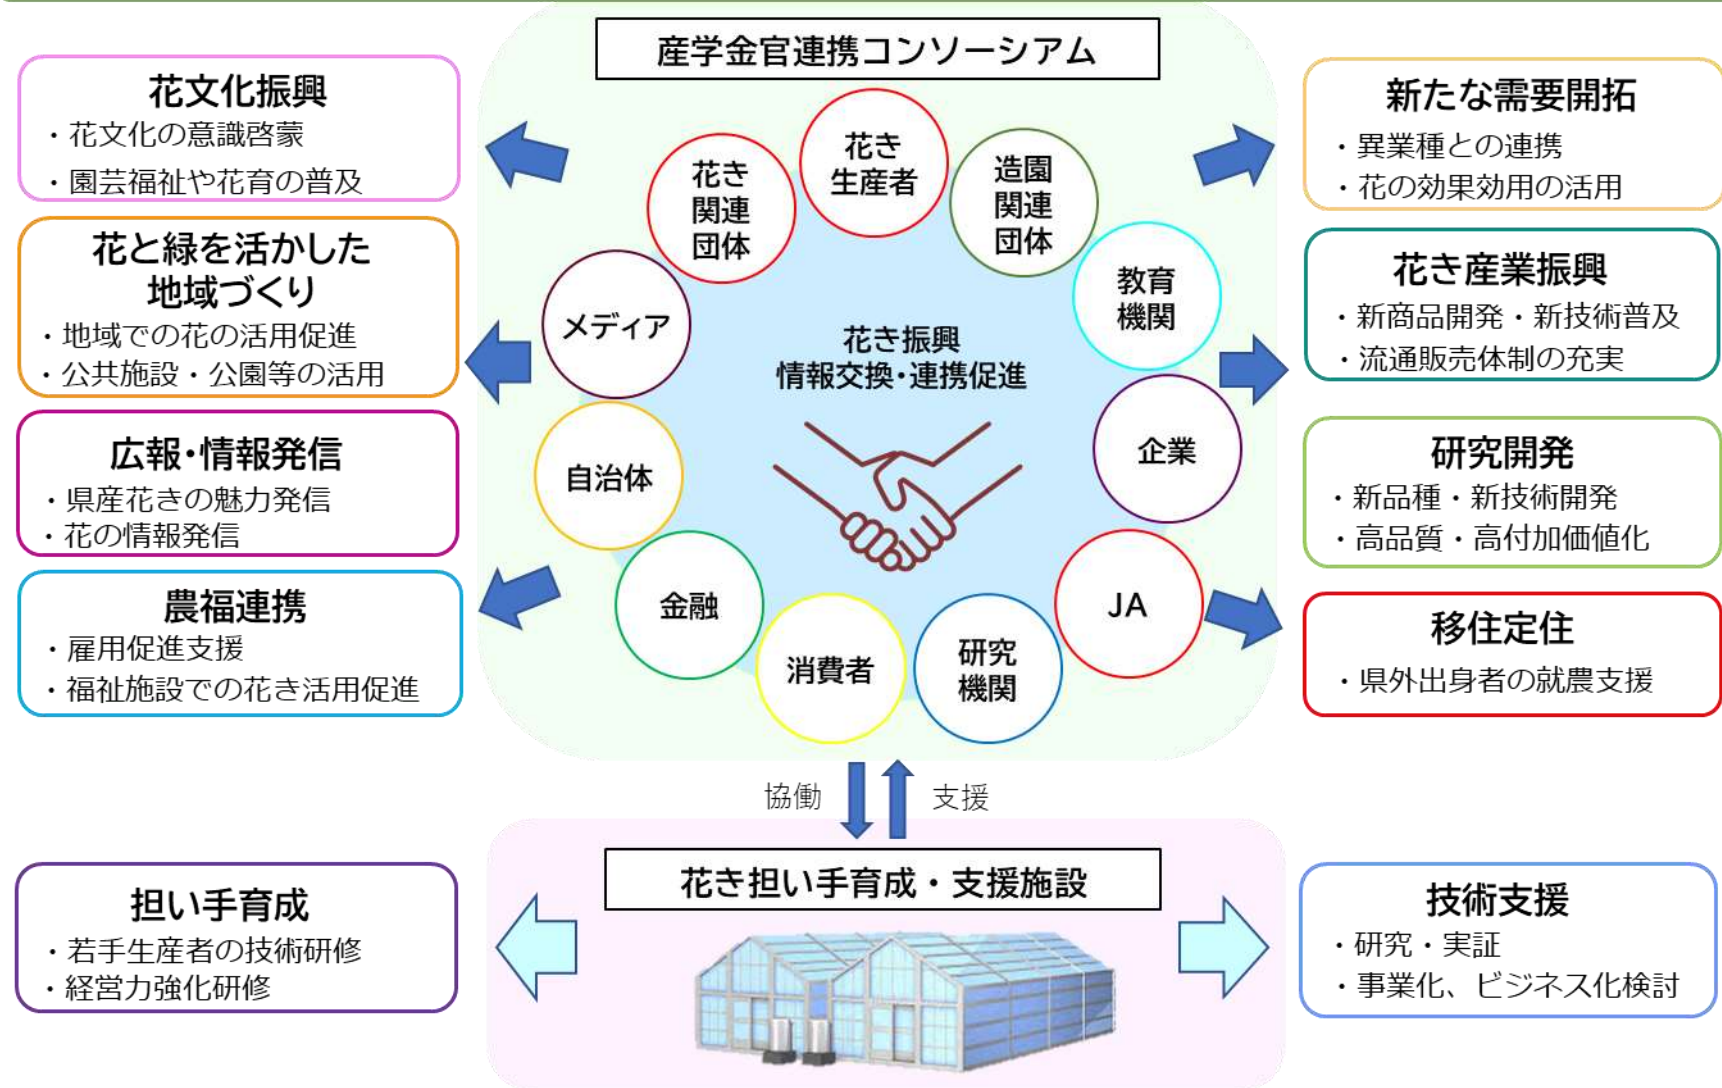 産学金官連携コンソーシアム
花文化振興
・花文化の意識啓蒙
・園芸福祉や花育の普及
花と緑を活かした
地域づくり
・地域での花の活用促進
・公共施設・公園等の活用
広報・情報発信
・県産花きの魅力発信
・花の情報発信
農福連携
・雇用促進支援
・福祉施設での花き活用促進
花き
生産者
造園
関連
団体
教育
機関
企業
JA
研究
機関
消費者
金融
自治体
メディア
花き
関連
団体
花き振興
情報交換・連携促進
新たな需要開拓
・異業種との連携
・花の効果効用の活用
花き産業振興
・新商品開発・新技術普及
・流通販売体制の充実
研究開発
・新品種・新技術開発
・高品質・高付加価値化
移住定住
・県外出身者の就農支援
協働
支援
花き担い手育成・支援施設
担い手育成
・若手生産者の技術研修
・経営力強化研修
技術支援
・研究・実証
・事業化、ビジネス化検討